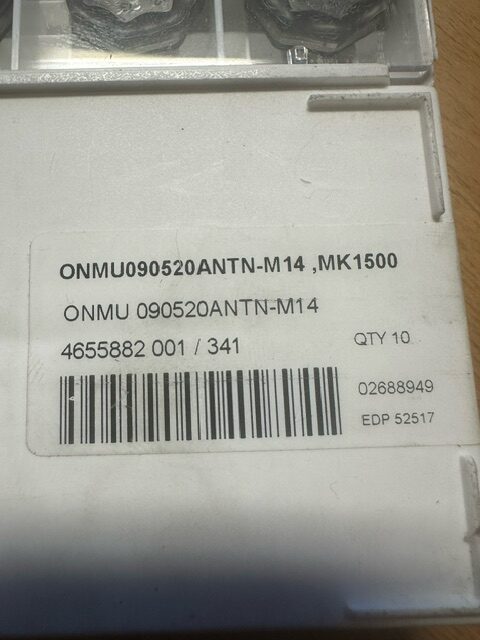 ONMU090520ANTN-M14 ,MK1500
ONMU 090520ANTN-M14
4655882 001 / 341
QTY 10
02688949
EDP 52517